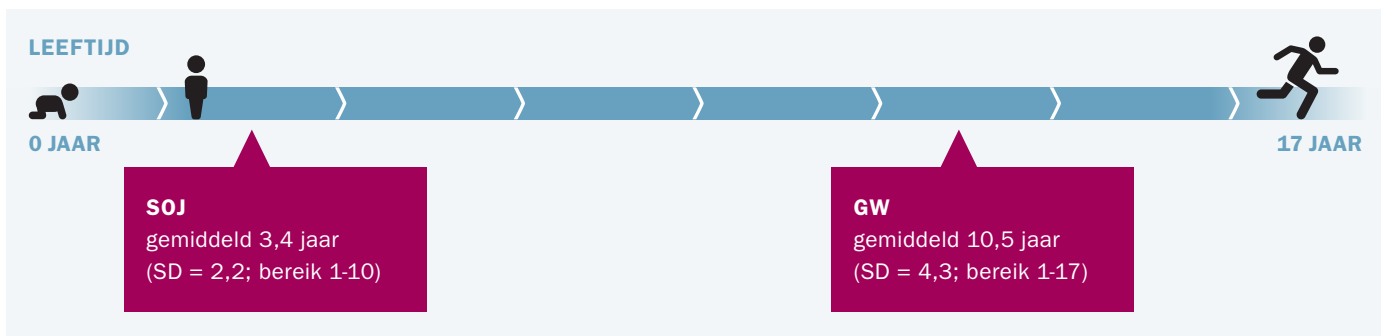 LEEFTIJD
0 JAAR
17 JAAR
SOJ
gemiddeld 3,4 jaar
(SD = 2,2; bereik 1-10)
GW
gemiddeld 10,5 jaar
(SD = 4,3; bereik 1-17)